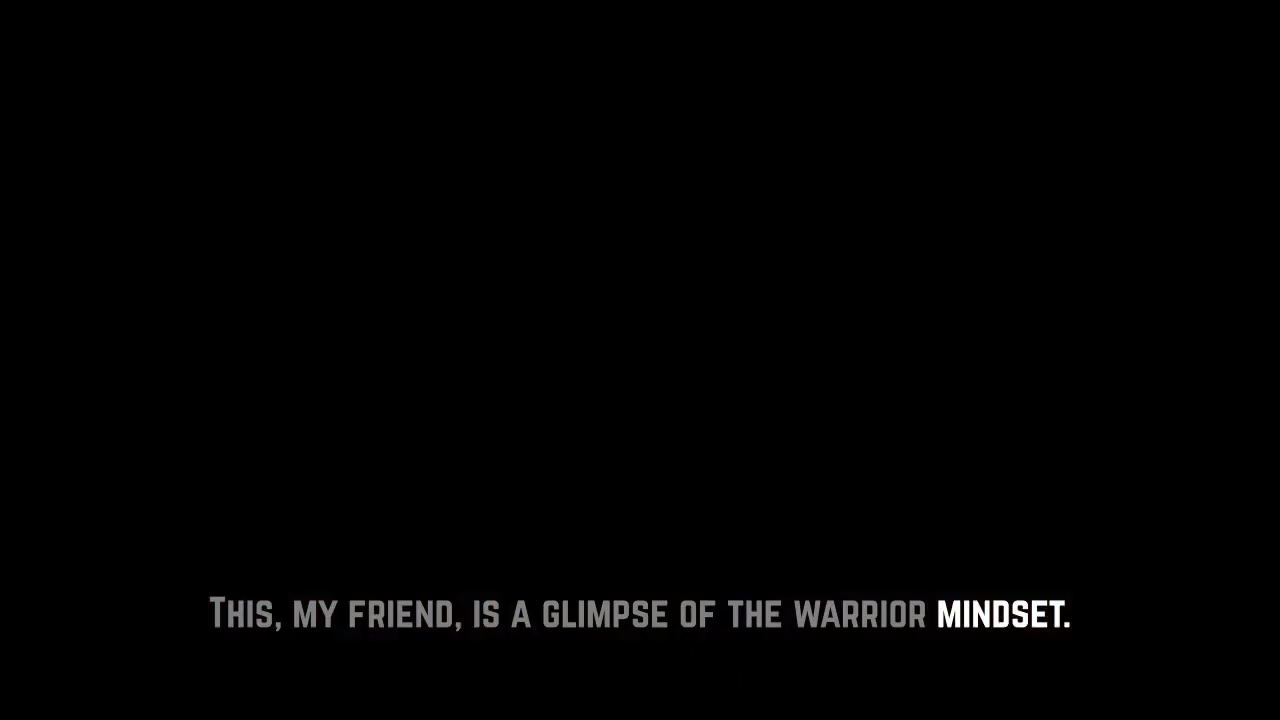 This, my friend, is a glimpse of the warrior mindset.